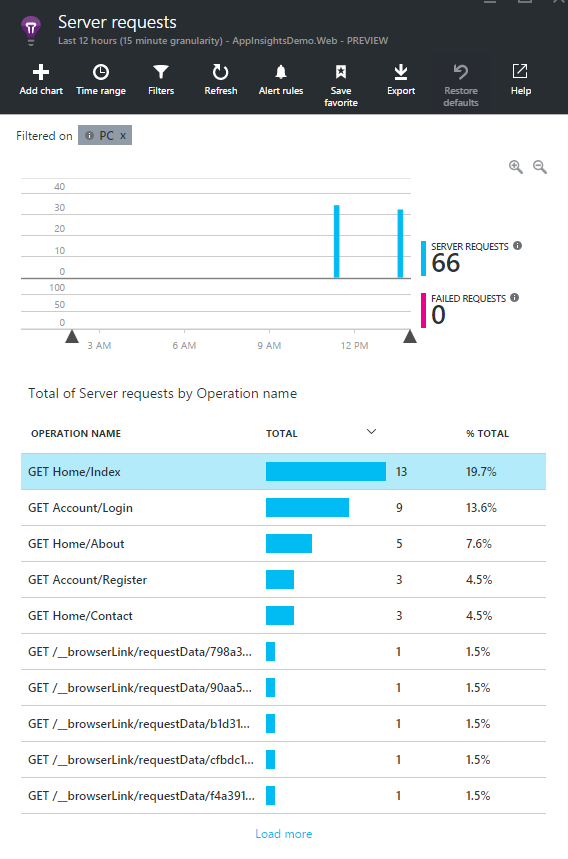 Server requests
Last 12 hours (15 minute granularity) - AppInsightsDemo.Web - PREVIEW
Add chart Time range Filters Refresh Alert rules Save favorite Export Restore defaults Help
Filtered on PC x
40
30
20
10
0
100
50
0
3 AM 6 AM 9 AM 12 PM
SERVER REQUESTS
66
FAILED REQUESTS
0
Total of Server requests by Operation name
OPERATION NAME TOTAL % TOTAL
GET Home/Index 13 19.7%
GET Account/Login 9 13.6%
GET Home/About 5 7.6%
GET Account/Register 3 4.5%
GET Home/Contact 3 4.5%
GET /__browserLink/requestData/798a3... 1 1.5%
GET /__browserLink/requestData/90aa5... 1 1.5%
GET /__browserLink/requestData/b1d31... 1 1.5%
GET /__browserLink/requestData/cfbdc1... 1 1.5%
GET /__browserLink/requestData/f4a391... 1 1.5%
Load more